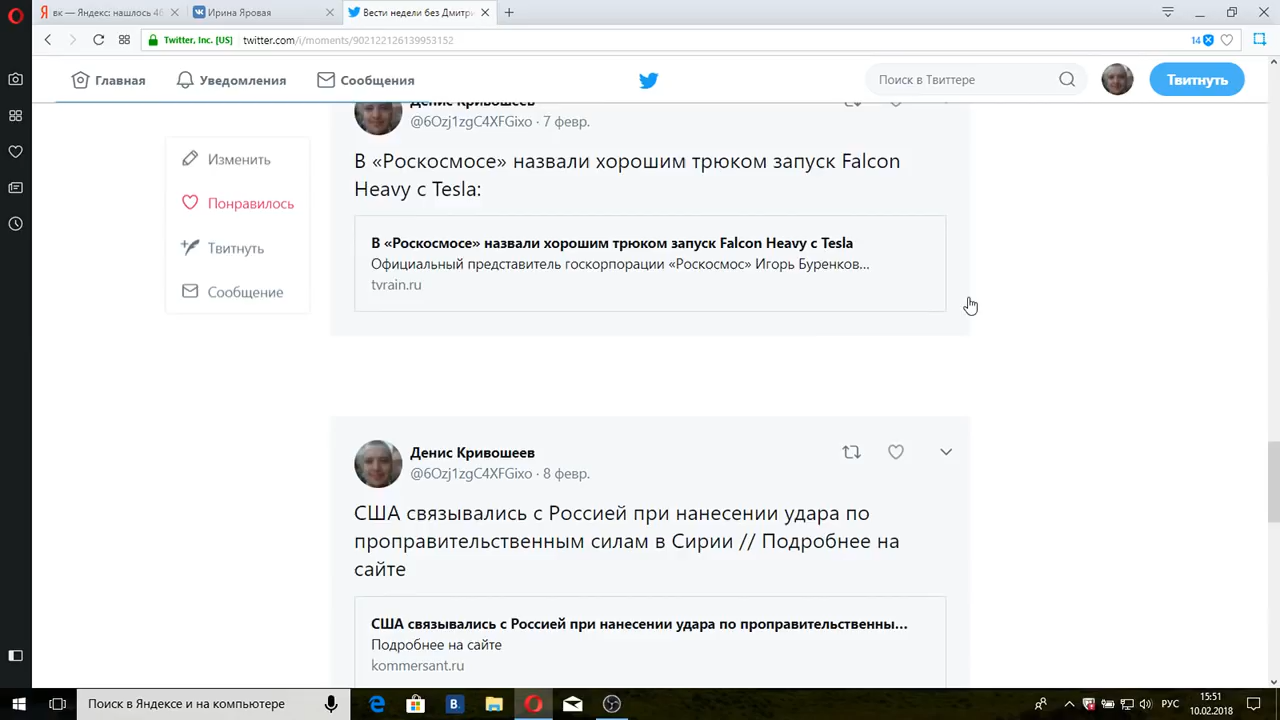 вк — Яндекс: нашлось 46
Ирина Яровая
Вести недели без Дмитри
Twitter, Inc. [US]
twitter.com/i/moments/902122126139953152
14
Главная
Уведомления
Сообщения
Поиск в Твиттере
Твитнуть
Изменить
Понравилось
Твитнуть
Сообщение
Денис Кривошеев
@6Ozj1zgC4XFGixo · 7 февр.
В «Роскосмосе» назвали хорошим трюком запуск Falcon
Heavy с Tesla:
В «Роскосмосе» назвали хорошим трюком запуск Falcon Heavy с Tesla
Официальный представитель госкорпорации «Роскосмос» Игорь Буренков...
tvrain.ru
Денис Кривошеев
@6Ozj1zgC4XFGixo · 8 февр.
США связывались с Россией при нанесении удара по
проправительственным силам в Сирии // Подробнее на
сайте
США связывались с Россией при нанесении удара по проправительственны...
Подробнее на сайте
kommersant.ru
Поиск в Яндексе и на компьютере
РУС
15:51
10.02.2018